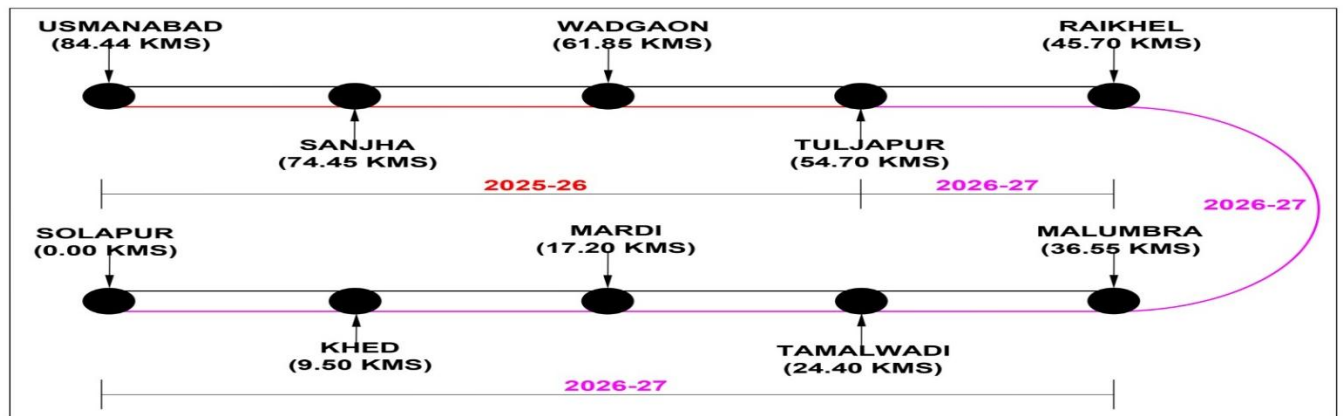 USMANABAD
(84.44 KMS)
WADGAON
(61.85 KMS)
RAIKHEL
(45.70 KMS)
SANJHA
(74.45 KMS)
TULJAPUR
(54.70 KMS)
2025-26
2026-27
2026-27
SOLAPUR
(0.00 KMS)
MARDI
(17.20 KMS)
MALUMBRA
(36.55 KMS)
KHED
(9.50 KMS)
TAMALWADI
(24.40 KMS)
2026-27